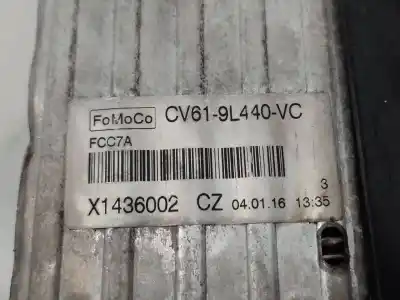 FoMoCo CV61-9L440-VC
FCC7A
3
X1436002 CZ 04.01.16 13:35